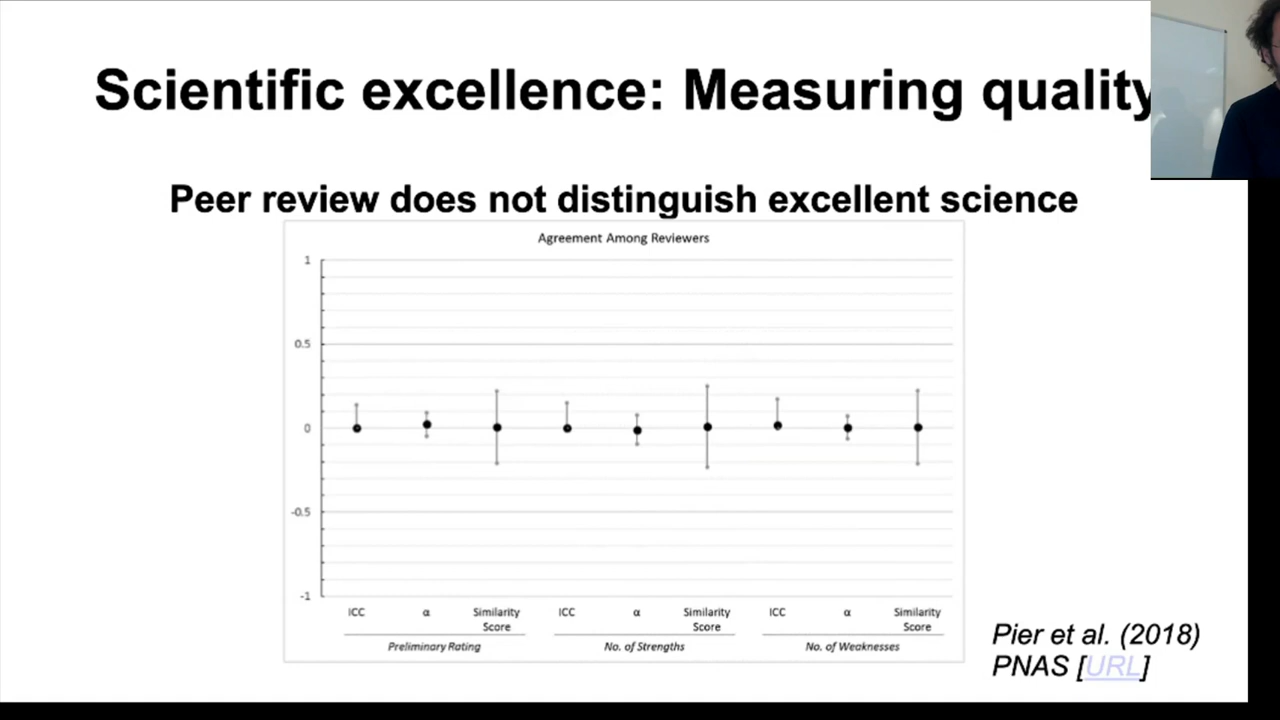 Scientific excellence: Measuring quality
Peer review does not distinguish excellent science
Agreement Among Reviewers
1
0.5
0
-0.5
-1
ICC α Similarity Score ICC α Similarity Score ICC α Similarity Score
Preliminary Rating No. of Strengths No. of Weaknesses
Pier et al. (2018)
PNAS [URL]